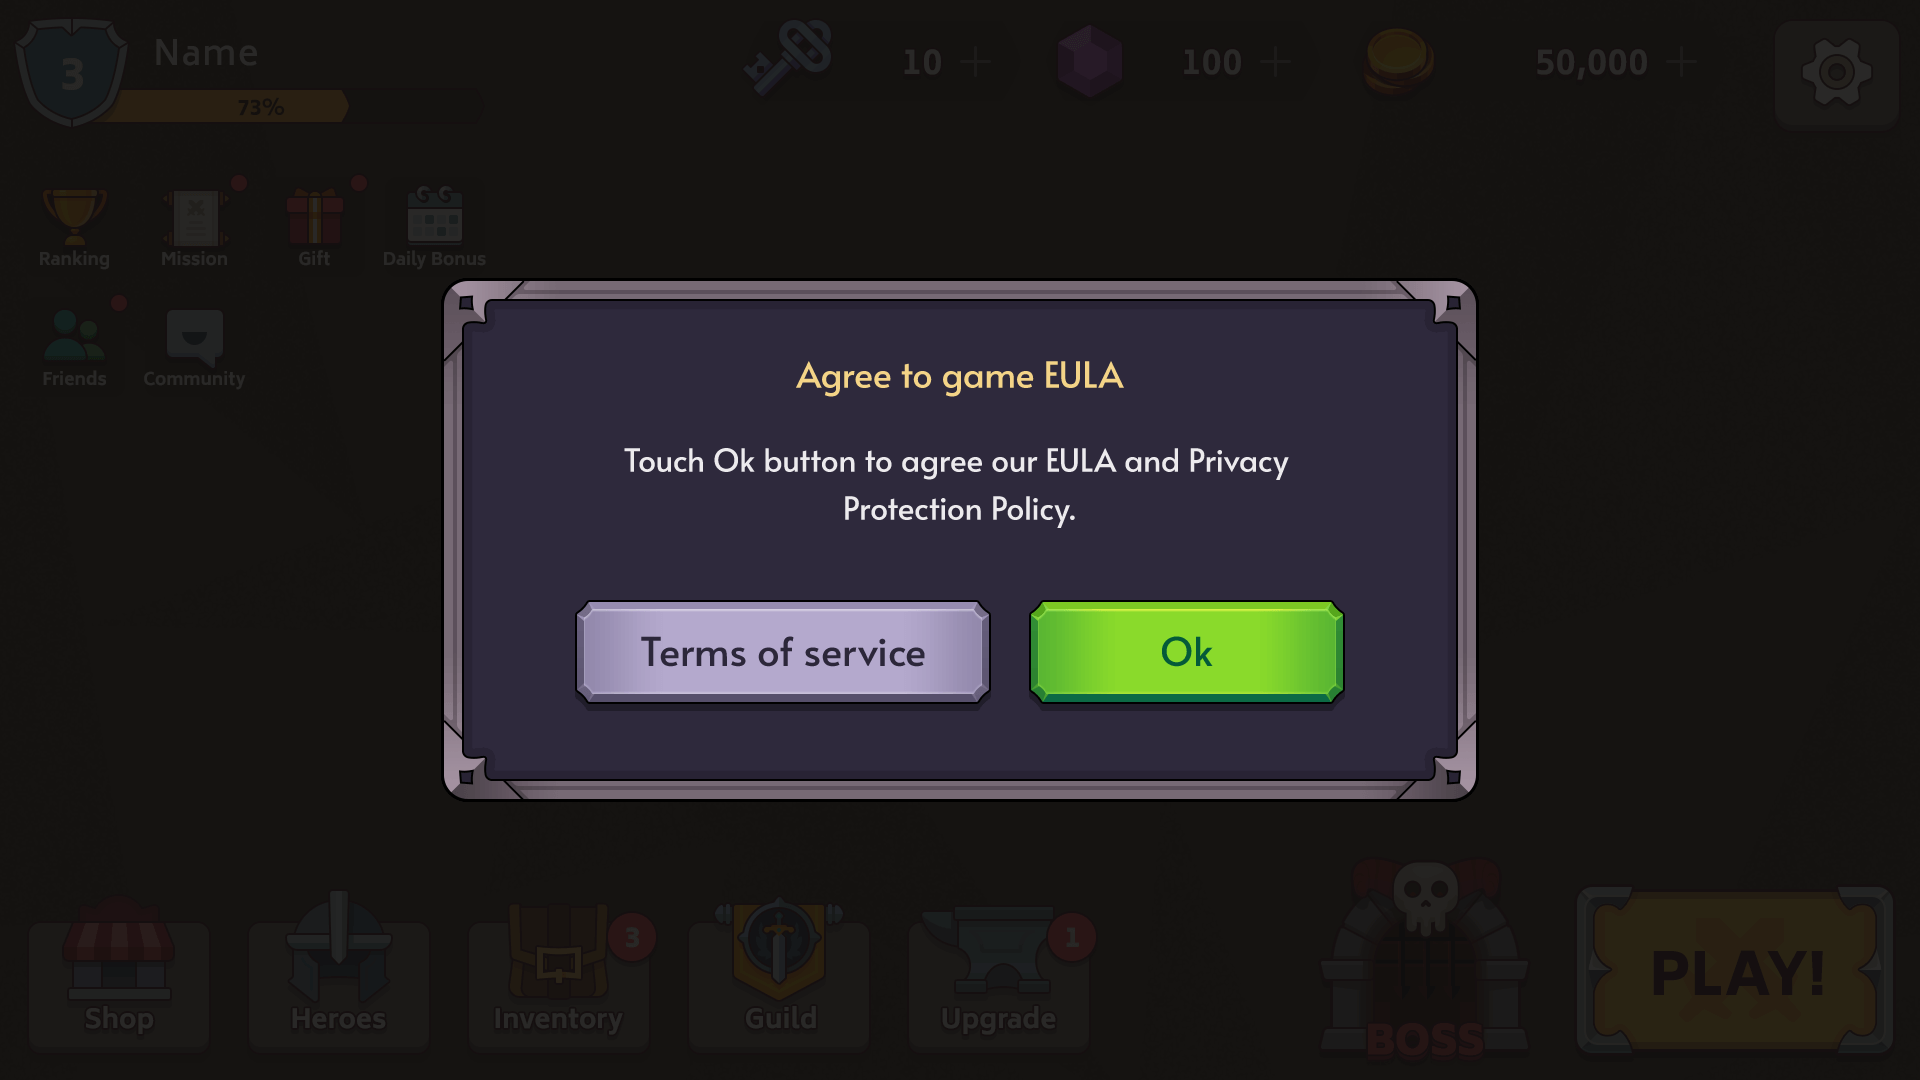 3
Name
73%
10
100
50,000
Ranking
Mission
Gift
Daily Bonus
Friends
Community
Agree to game EULA
Touch Ok button to agree our EULA and Privacy
Protection Policy.
Terms of service
Ok
3
1
Shop
Heroes
Inventory
Guild
Upgrade
BOSS
PLAY!